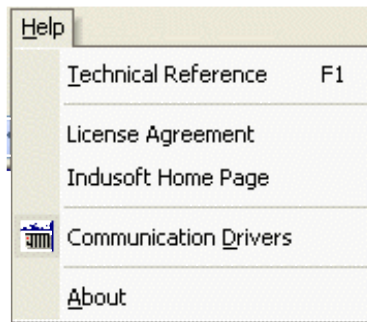 Help
Technical Reference F1
License Agreement
Indusoft Home Page
Communication Drivers
About